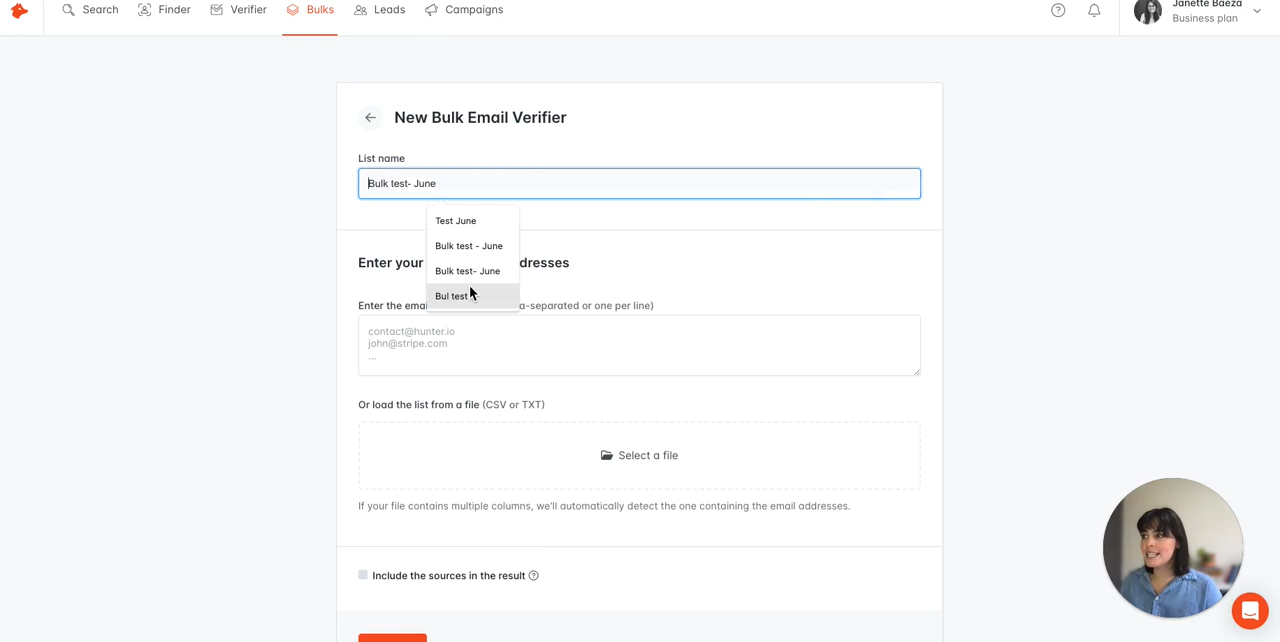 Search
Finder
Verifier
Bulks
Leads
Campaigns
Janette Baeza
Business plan
New Bulk Email Verifier
List name
Bulk test- June
Test June
Bulk test - June
Bulk test- June
Bul test
Enter your dresses
Enter the ema a-separated or one per line)
contact@hunter.io
john@stripe.com
...
Or load the list from a file (CSV or TXT)
Select a file
If your file contains multiple columns, we'll automatically detect the one containing the email addresses.
Include the sources in the result